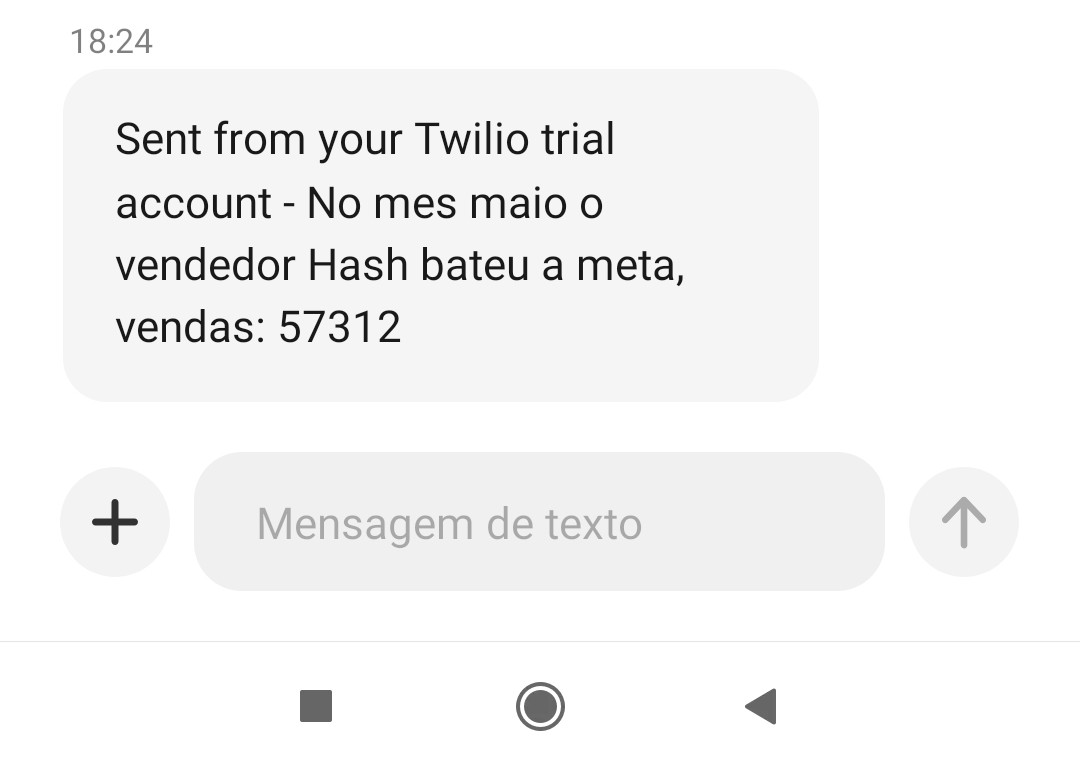 18:24
Sent from your Twilio trial
account - No mes maio o
vendedor Hash bateu a meta,
vendas: 57312
Mensagem de texto